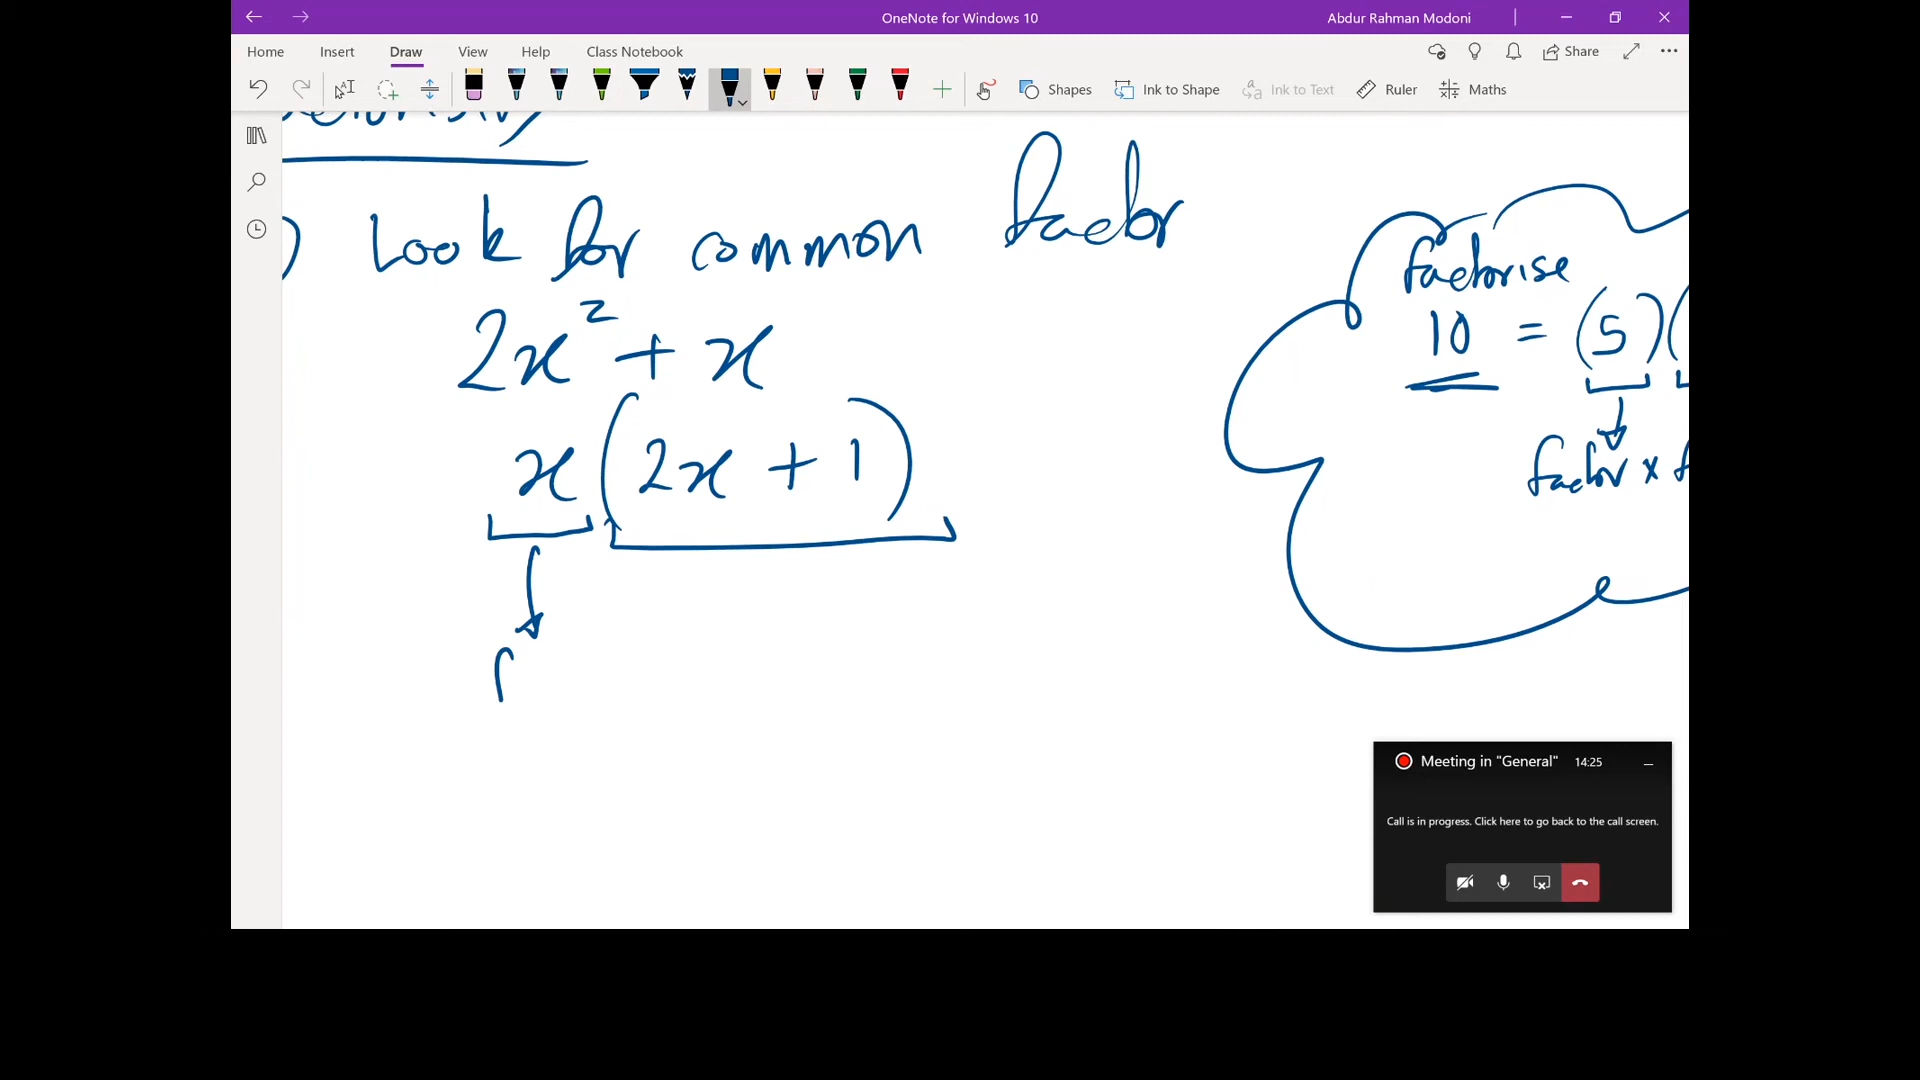 OneNote for Windows 10
Abdur Rahman Modoni
Home Insert Draw View Help Class Notebook
Share
Shapes Ink to Shape Ink to Text Ruler Maths
Look for common factor
2x² + x
x(2x + 1)
factorise
10 = (5)(
factor × f
Meeting in "General" 14:25
Call is in progress. Click here to go back to the call screen.